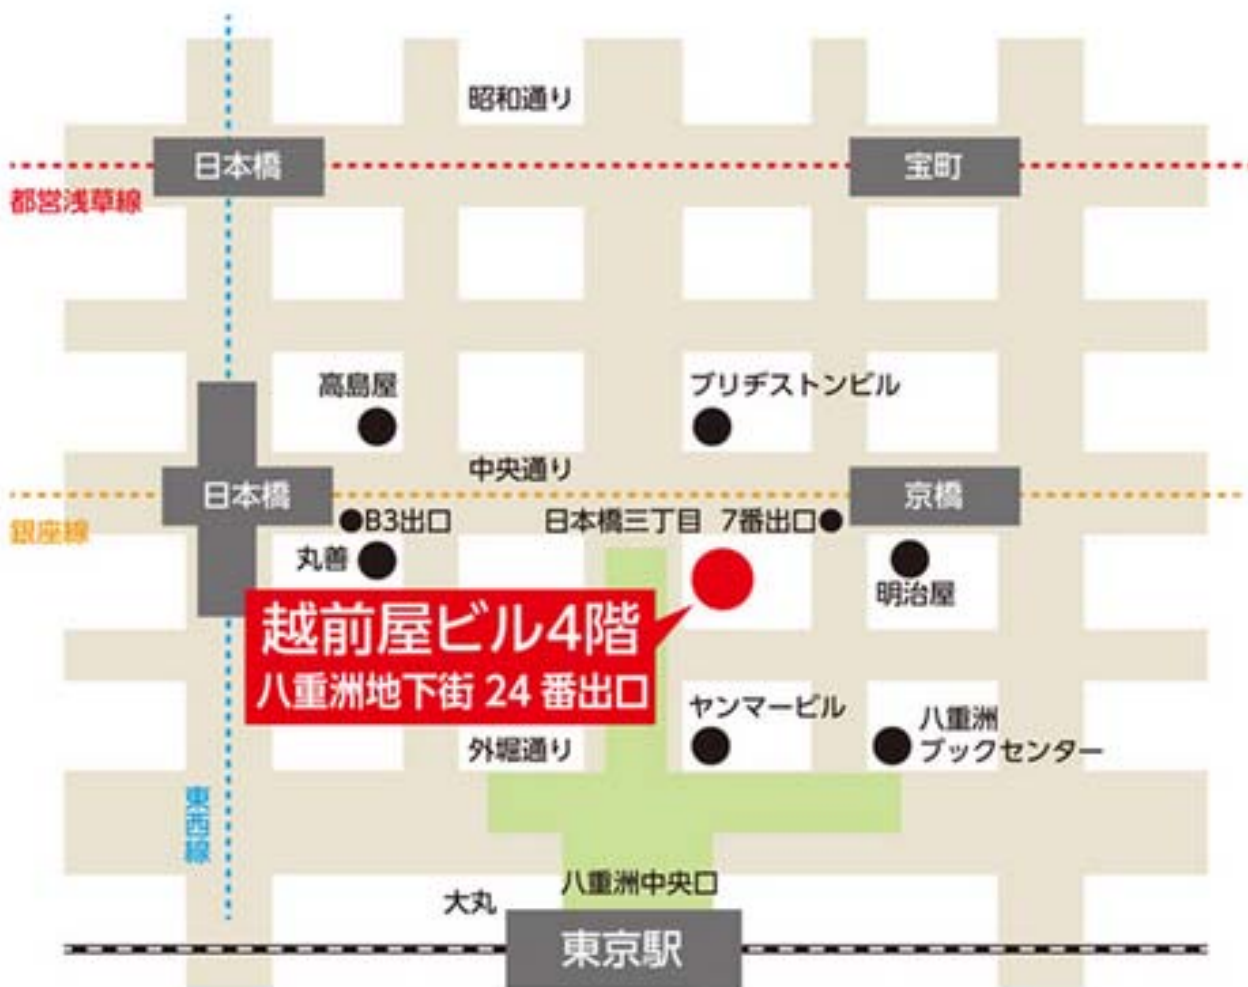 昭和通り
日本橋
宝町
都営浅草線
高島屋
ブリヂストンビル
中央通り
日本橋
京橋
銀座線
B3出口
日本橋三丁目 7番出口
丸善
明治屋
越前屋ビル4階
八重洲地下街 24 番出口
ヤンマービル
八重洲
ブックセンター
外堀通り
東西線
八重洲中央口
大丸
東京駅